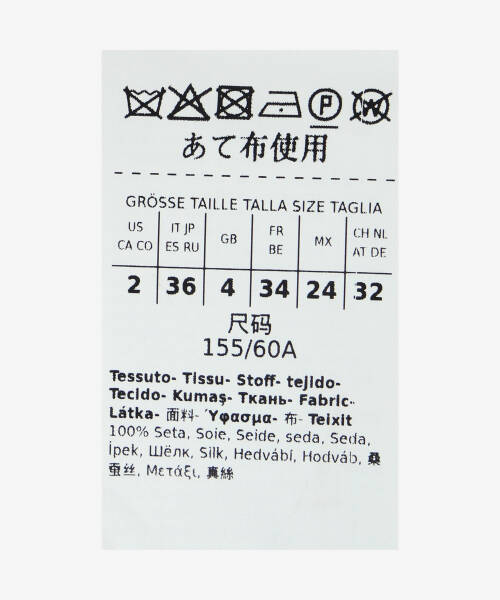 P W
あて布使用
GRÖSSE TAILLE TALLA SIZE TAGLIA
US CA CO IT JP ES RU GB FR BE MX CH NL AT DE
2 36 4 34 24 32
尺码
155/60A
Tessuto- Tissu- Stoff- tejido-
Tecido- Kumaş- Ткань- Fabric-
Látka- 面料- Ύφασμα- 布- Teixit
100% Seta, Soie, Seide, seda, Seda,
İpek, Шёлк, Silk, Hedvábí, Hodváb, 桑
蚕丝, Μετάξι, 真絲